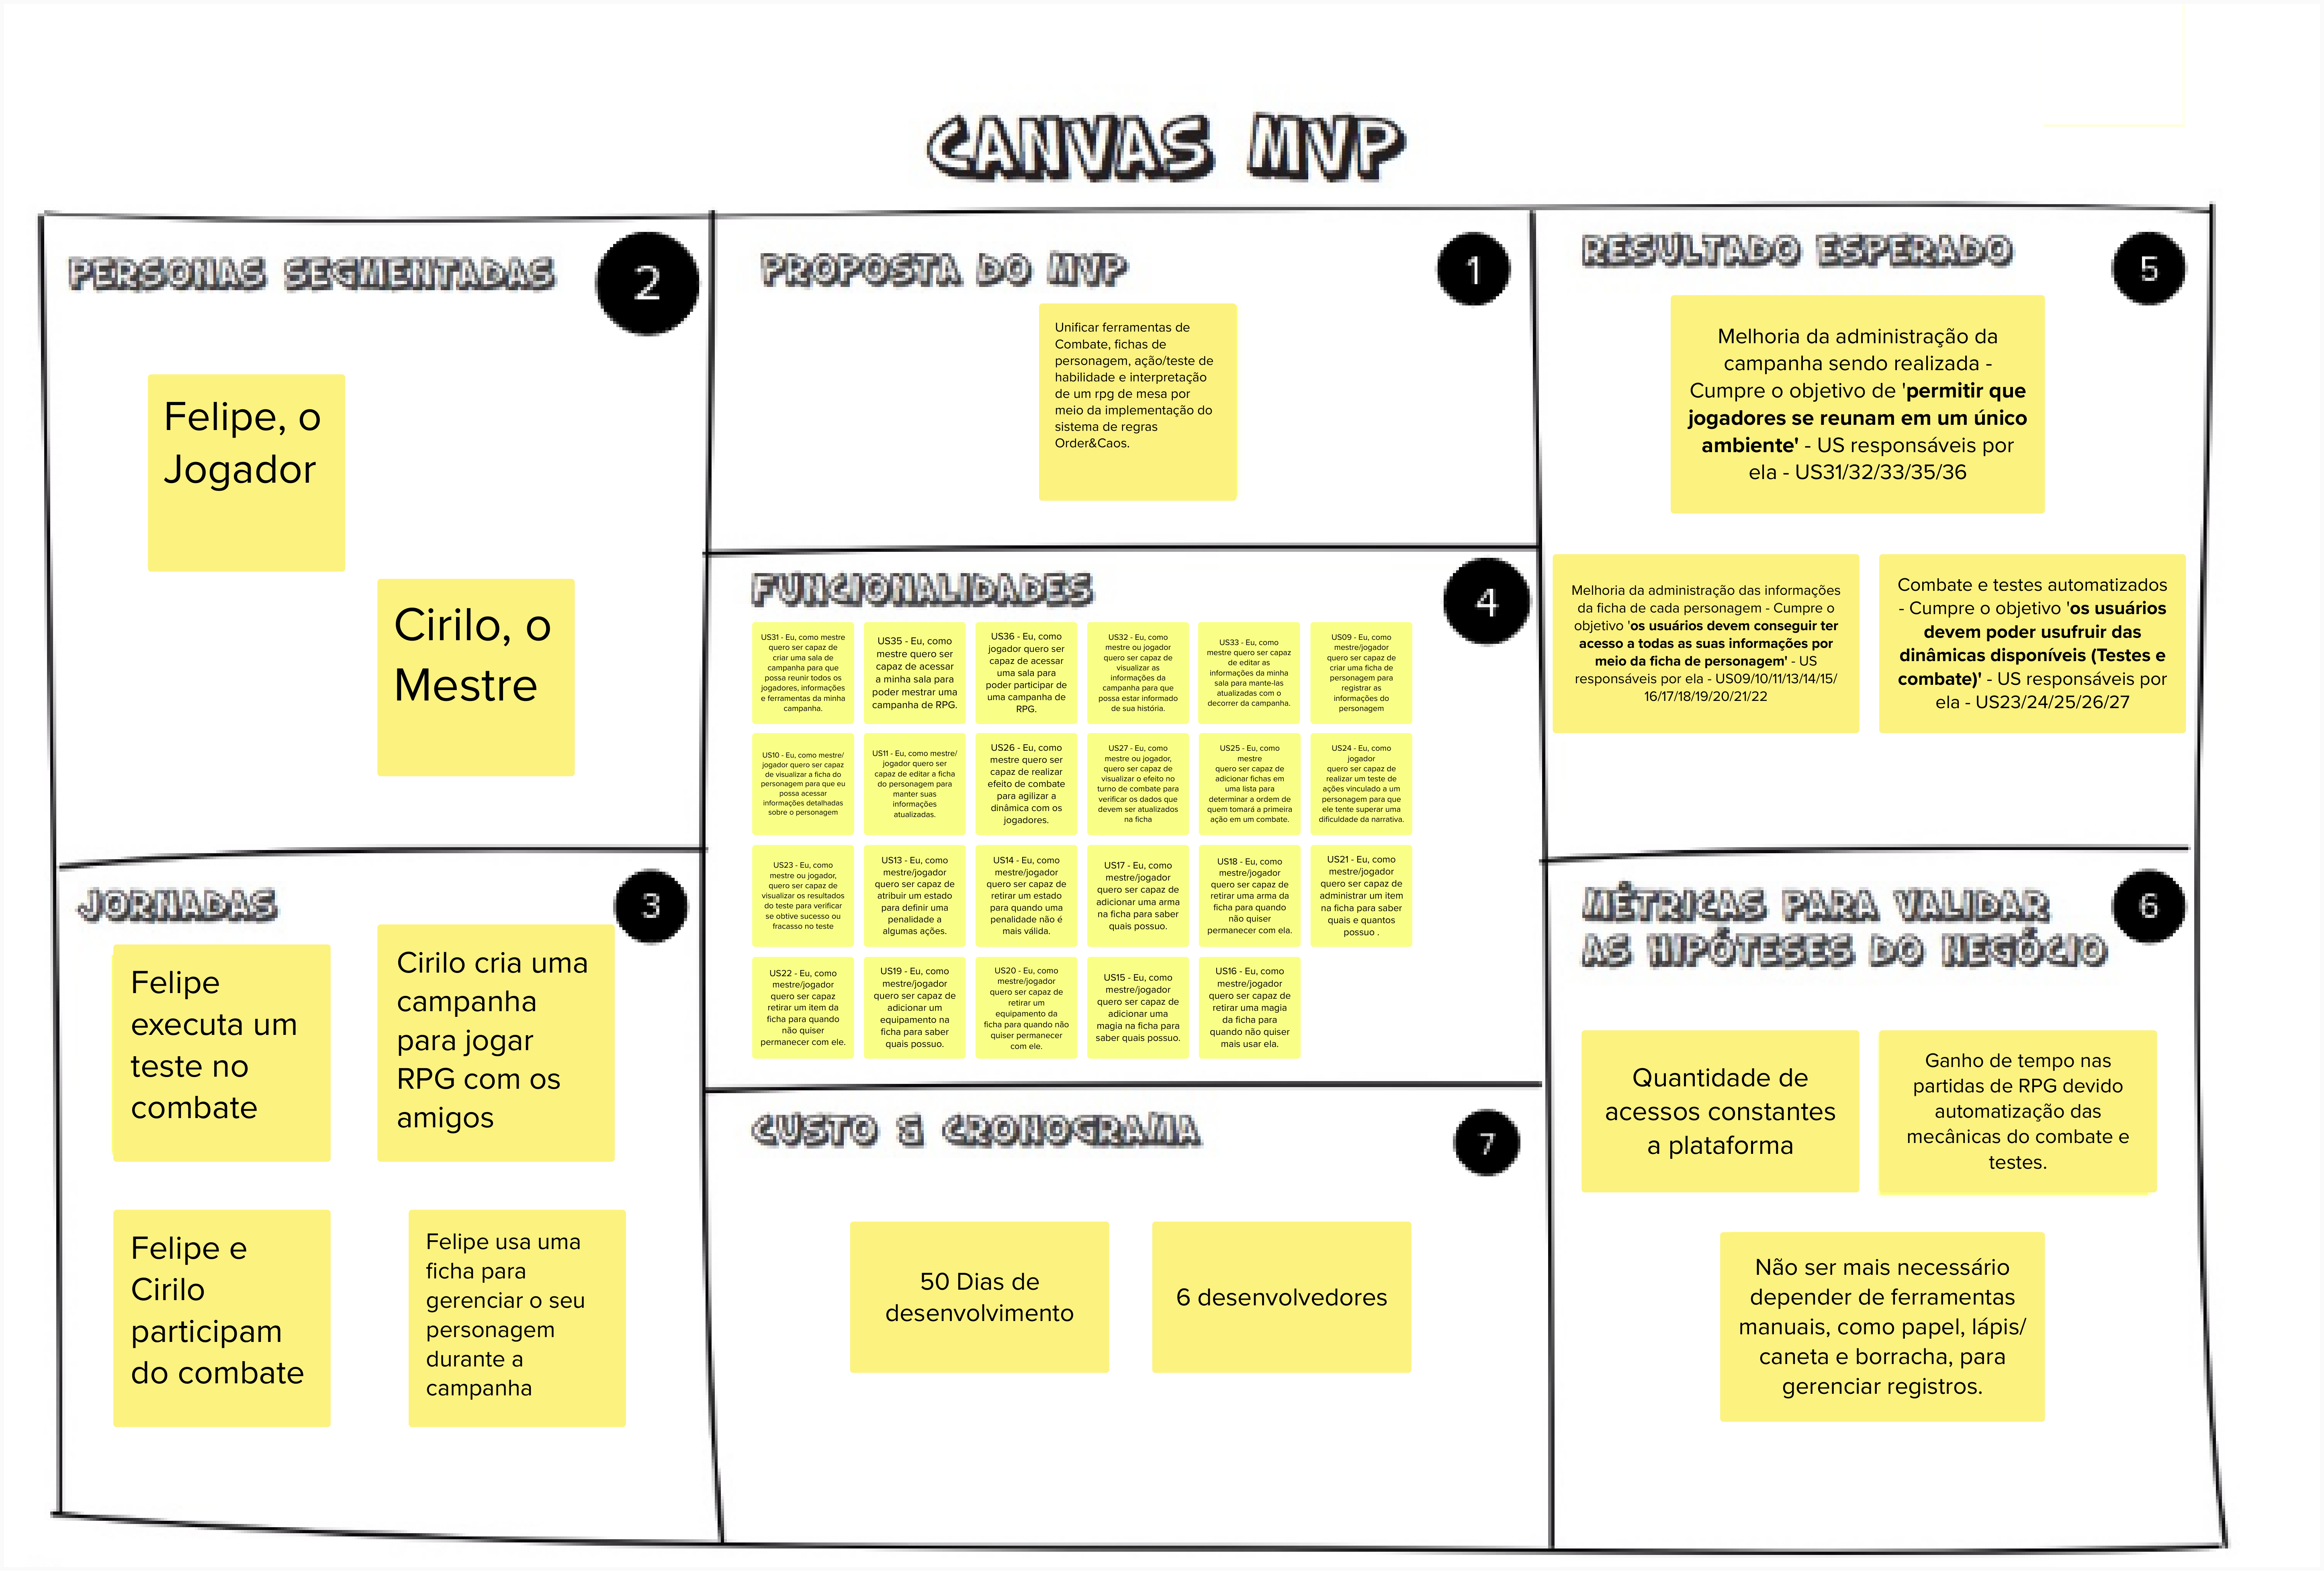 CANVAS MVP
PERSONAS SEGMENTADAS
2
Felipe, o
Jogador
Cirilo, o
Mestre
PROPOSTA DO MVP
1
Unificar ferramentas de
Combate, fichas de
personagem, ação/teste de
habilidade e interpretação
de um rpg de mesa por
meio da implementação do
sistema de regras
Order&Caos.
RESULTADO ESPERADO
5
Melhoria da administração da
campanha sendo realizada -
Cumpre o objetivo de 'permitir que
jogadores se reunam em um único
ambiente' - US responsáveis por
ela - US31/32/33/35/36
Melhoria da administração das informações
da ficha de cada personagem - Cumpre o
objetivo 'os usuários devem conseguir ter
acesso a todas as suas informações por
meio da ficha de personagem' - US
responsáveis por ela - US09/10/11/13/14/15/
16/17/18/19/20/21/22
Combate e testes automatizados
- Cumpre o objetivo 'os usuários
devem poder usufruir das
dinâmicas disponíveis (Testes e
combate)' - US responsáveis por
ela - US23/24/25/26/27
FUNCIONALIDADES
4
US31 - Eu, como mestre
quero ser capaz de
criar uma sala de
campanha para que
possa reunir todos os
jogadores, informações
e ferramentas da minha
campanha.
US35 - Eu, como
mestre quero ser
capaz de acessar
a minha sala para
poder mestrar uma
campanha de RPG.
US36 - Eu, como
jogador quero ser
capaz de acessar
uma sala para
poder participar de
uma campanha de
RPG.
US32 - Eu, como
mestre ou jogador
quero ser capaz de
visualizar as
informações da
campanha para que
possa estar informado
de sua história.
US33 - Eu, como
mestre quero ser capaz
de editar as
informações da minha
sala para mante-las
atualizadas com o
decorrer da campanha.
US09 - Eu, como
mestre/jogador
quero ser capaz de
criar uma ficha de
personagem para
registrar as
informações do
personagem
US10 - Eu, como mestre/
jogador quero ser capaz
de visualizar a ficha do
personagem para que eu
possa acessar
informações detalhadas
sobre o personagem
US11 - Eu, como mestre/
jogador quero ser
capaz de editar a ficha
do personagem para
manter suas
informações
atualizadas.
US26 - Eu, como
mestre quero ser
capaz de realizar
efeito de combate
para agilizar a
dinâmica com os
jogadores.
US27 - Eu, como
mestre ou jogador,
quero ser capaz de
visualizar o efeito no
turno de combate para
verificar os dados que
devem ser atualizados
na ficha
US25 - Eu, como
mestre
quero ser capaz de
adicionar fichas em
uma lista para
determinar a ordem de
quem tomará a primeira
ação em um combate.
US24 - Eu, como
jogador
quero ser capaz de
realizar um teste de
ações vinculado a um
personagem para que
ele tente superar uma
dificuldade da narrativa.
US23 - Eu, como
mestre ou jogador,
quero ser capaz de
visualizar os resultados
do teste para verificar
se obtive sucesso ou
fracasso no teste
US13 - Eu, como
mestre/jogador
quero ser capaz de
atribuir um estado
para definir uma
penalidade a
algumas ações.
US14 - Eu, como
mestre/jogador
quero ser capaz de
retirar um estado
para quando uma
penalidade não é
mais válida.
US17 - Eu, como
mestre/jogador
quero ser capaz de
adicionar uma arma
na ficha para saber
quais possuo.
US18 - Eu, como
mestre/jogador
quero ser capaz de
retirar uma arma da
ficha para quando
não quiser
permanecer com ela.
US21 - Eu, como
mestre/jogador
quero ser capaz de
administrar um item
na ficha para saber
quais e quantos
possuo .
US22 - Eu, como
mestre/jogador
quero ser capaz
retirar um item da
ficha para quando
não quiser
permanecer com ele.
US19 - Eu, como
mestre/jogador
quero ser capaz de
adicionar um
equipamento na
ficha para saber
quais possuo.
US20 - Eu, como
mestre/jogador
quero ser capaz de
retirar um
equipamento da
ficha para quando não
quiser permanecer
com ele.
US15 - Eu, como
mestre/jogador
quero ser capaz de
adicionar uma
magia na ficha para
saber quais possuo.
US16 - Eu, como
mestre/jogador
quero ser capaz de
retirar uma magia
da ficha para
quando não quiser
mais usar ela.
JORNADAS
3
Felipe
executa um
teste no
combate
Cirilo cria uma
campanha
para jogar
RPG com os
amigos
Felipe e
Cirilo
participam
do combate
Felipe usa uma
ficha para
gerenciar o seu
personagem
durante a
campanha
CUSTO & CRONOGRAMA
7
50 Dias de
desenvolvimento
6 desenvolvedores
MÉTRICAS PARA VALIDAR
AS HIPÓTESES DO NEGÓCIO
6
Quantidade de
acessos constantes
a plataforma
Ganho de tempo nas
partidas de RPG devido
automatização das
mecânicas do combate e
testes.
Não ser mais necessário
depender de ferramentas
manuais, como papel, lápis/
caneta e borracha, para
gerenciar registros.